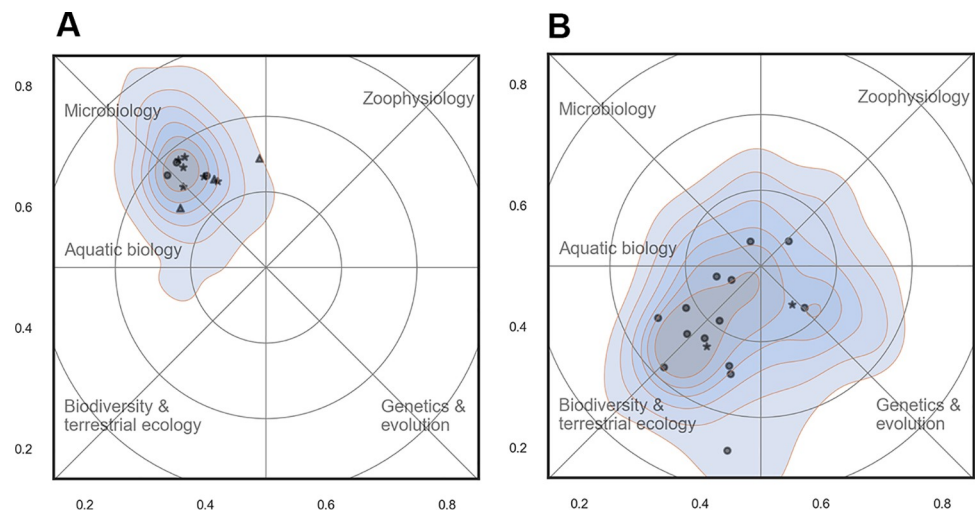 A
B
0.8
0.6
0.4
0.2
Microbiology
Zoophysiology
Aquatic biology
Biodiversity &
terrestrial ecology
Genetics &
evolution
0.2
0.4
0.6
0.8
0.8
0.6
0.4
0.2
Microbiology
Zoophysiology
Aquatic biology
Biodiversity &
terrestrial ecology
Genetics &
evolution
0.2
0.4
0.6
0.8